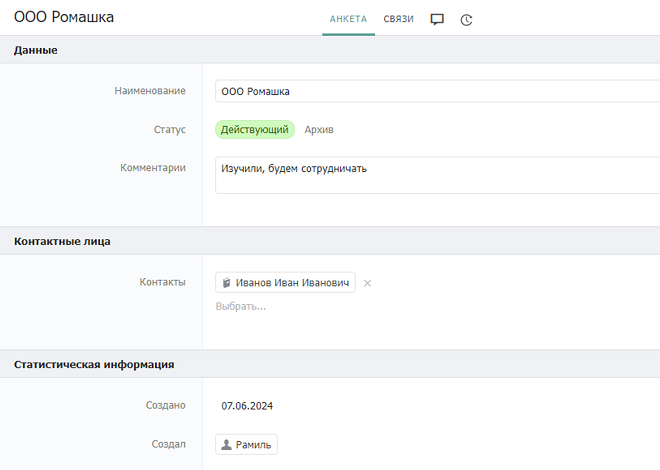 ООО Ромашка
АНКЕТА СВЯЗИ
Данные
Наименование ООО Ромашка
Статус Действующий Архив
Комментарии Изучили, будем сотрудничать
Контактные лица
Контакты Иванов Иван Иванович
Выбрать...
Статистическая информация
Создано 07.06.2024
Создал Рамиль